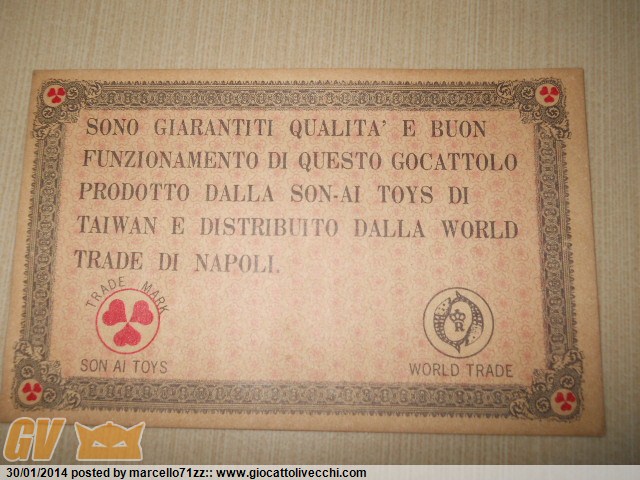 SONO GIARANTITI QUALITA' E BUON
FUNZIONAMENTO DI QUESTO GOCATTOLO
PRODOTTO DALLA SON-AI TOYS DI
TAIWAN E DISTRIBUITO DALLA WORLD
TRADE DI NAPOLI.
TRADE MARK
SON AI TOYS
R
WORLD TRADE
GV
30/01/2014 posted by marcello71zz:: www.giocattolivecchi.com